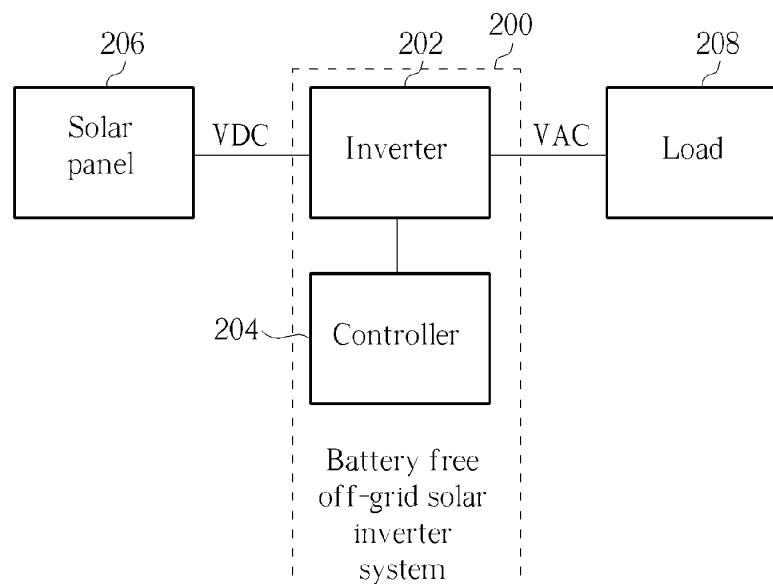 206
202
200
208
Solar
panel
VDC
Inverter
VAC
Load
204
Controller
Battery free
off-grid solar
inverter
system